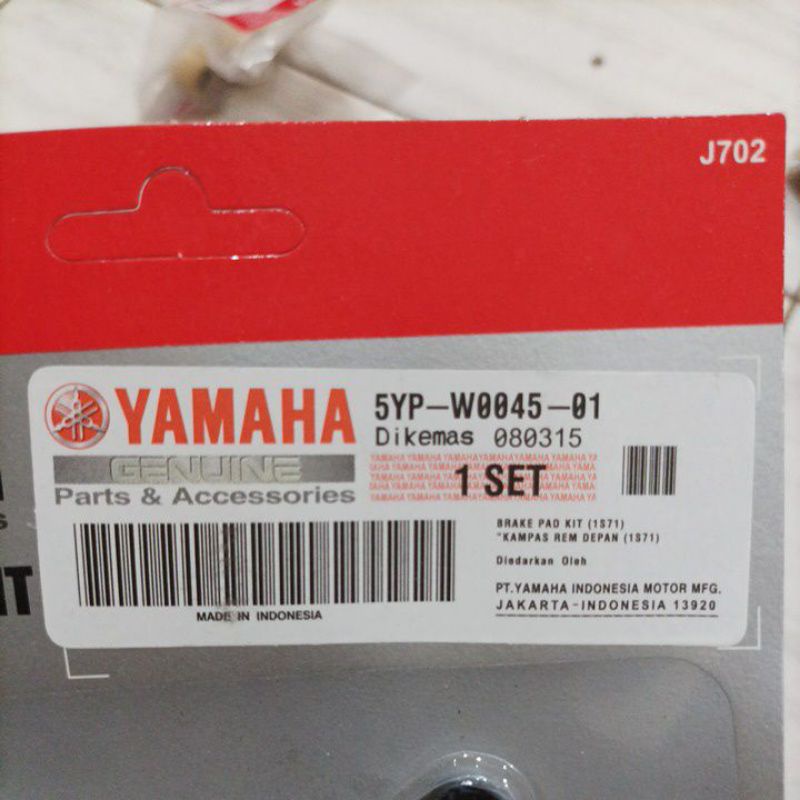 J702
YAMAHA
GENUINE
Parts & Accessories
5YP-W0045-01
Dikemas 080315
1 SET
BRAKE PAD KIT (1S71)
"KAMPAS REM DEPAN (1S71)
Diedarkan Oleh
PT.YAMAHA INDONESIA MOTOR MFG.
JAKARTA-INDONESIA 13920
MADE IN INDONESIA